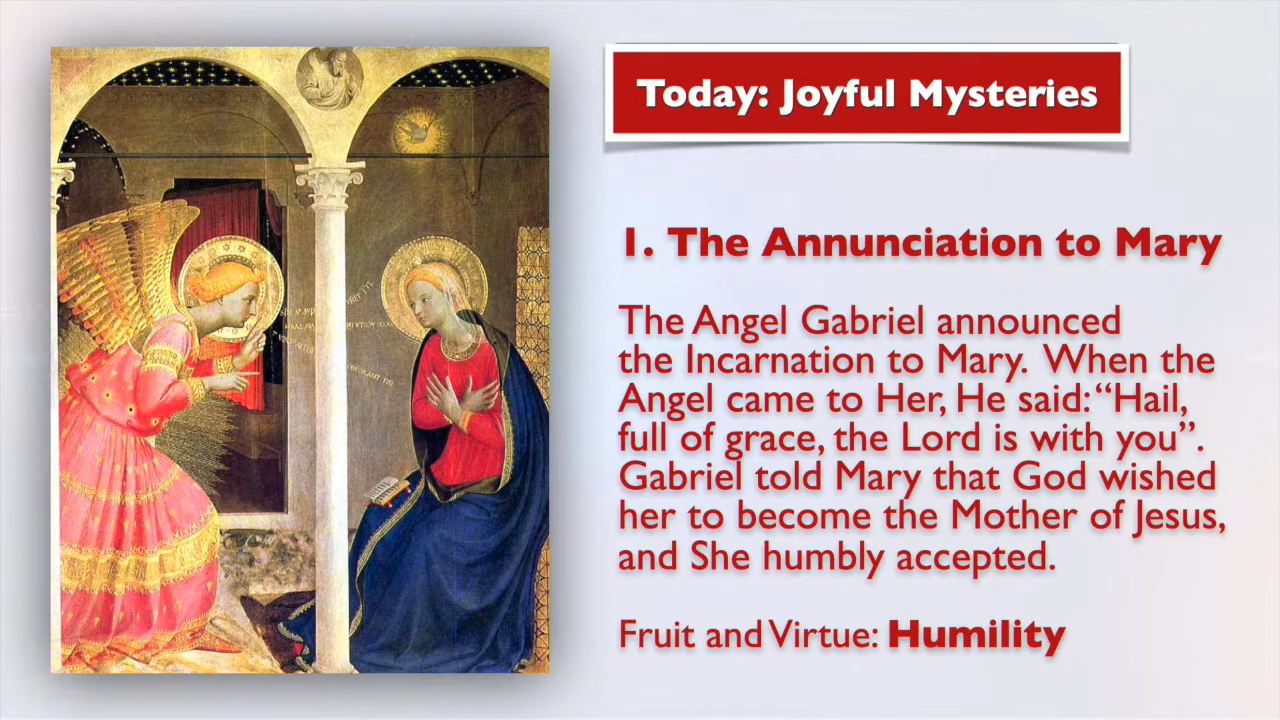 Today: Joyful Mysteries
1. The Annunciation to Mary
The Angel Gabriel announced
the Incarnation to Mary. When the
Angel came to Her, He said: “Hail,
full of grace, the Lord is with you”.
Gabriel told Mary that God wished
her to become the Mother of Jesus,
and She humbly accepted.
Fruit and Virtue: Humility